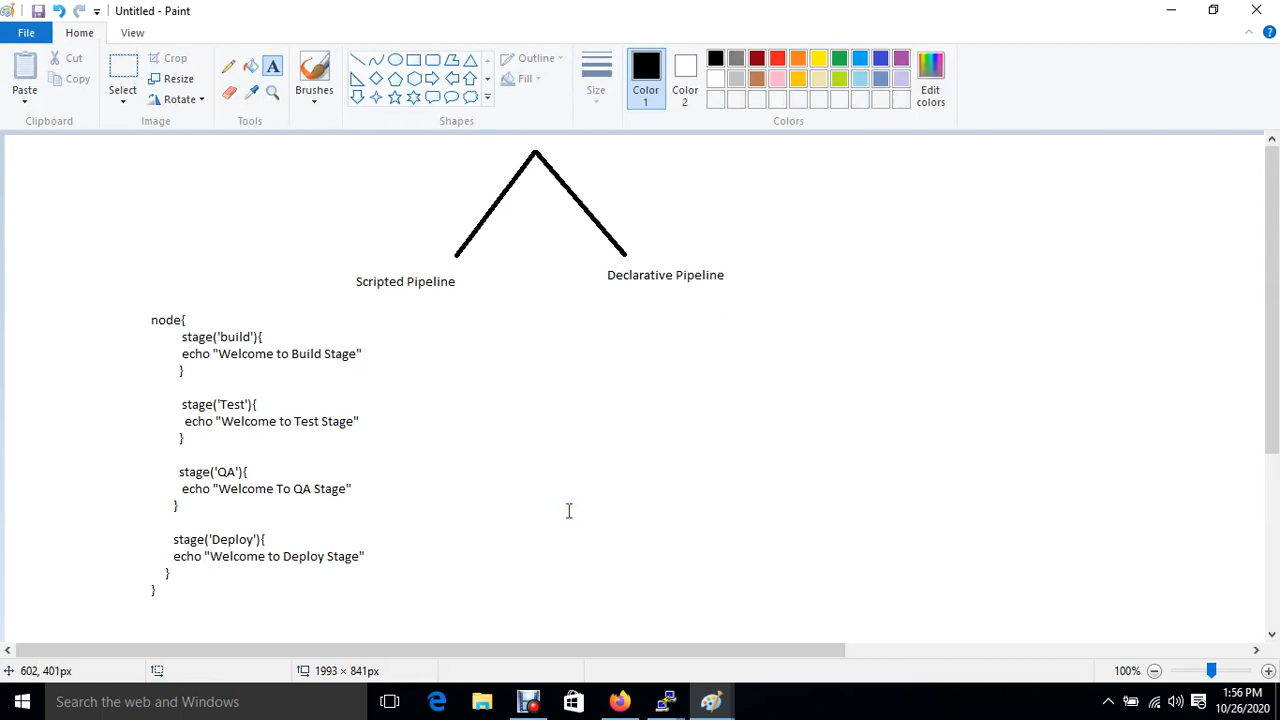 Untitled - Paint
File
Home
View
Paste
Cut
Copy
Clipboard
Select
Crop
Resize
Rotate
Image
A
Tools
Brushes
Outline
Fill
Shapes
Size
Color 1
Color 2
Edit colors
Colors
Scripted Pipeline
Declarative Pipeline
node{
stage('build'){
echo "Welcome to Build Stage"
}
stage('Test'){
echo "Welcome to Test Stage"
}
stage('QA'){
echo "Welcome To QA Stage"
}
stage('Deploy'){
echo "Welcome to Deploy Stage"
}
}
602, 401px
1993 × 841px
100%
Search the web and Windows
1:56 PM
10/26/2020